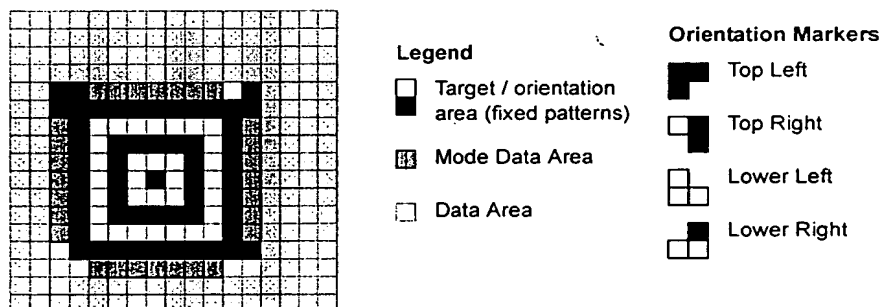 Legend
Target / orientation
area (fixed patterns)
Mode Data Area
Data Area
Orientation Markers
Top Left
Top Right
Lower Left
Lower Right